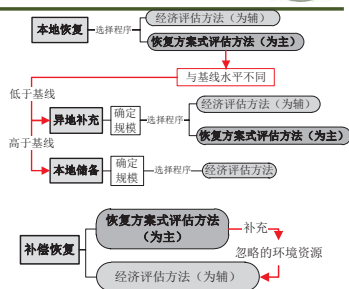 经济评估方法（为辅）
本地恢复
选择程序
恢复方案式评估方法（为主）
与基线水平不同
低于基线
经济评估方法（为辅）
异地补充
确定
规模
选择程序
恢复方案式评估方法（为主）
高于基线
本地储备
确定
规模
选择程序
经济评估方法
恢复方案式评估方法
（为主）
补充
补偿恢复
忽略的环境资源
经济评估方法（为辅）